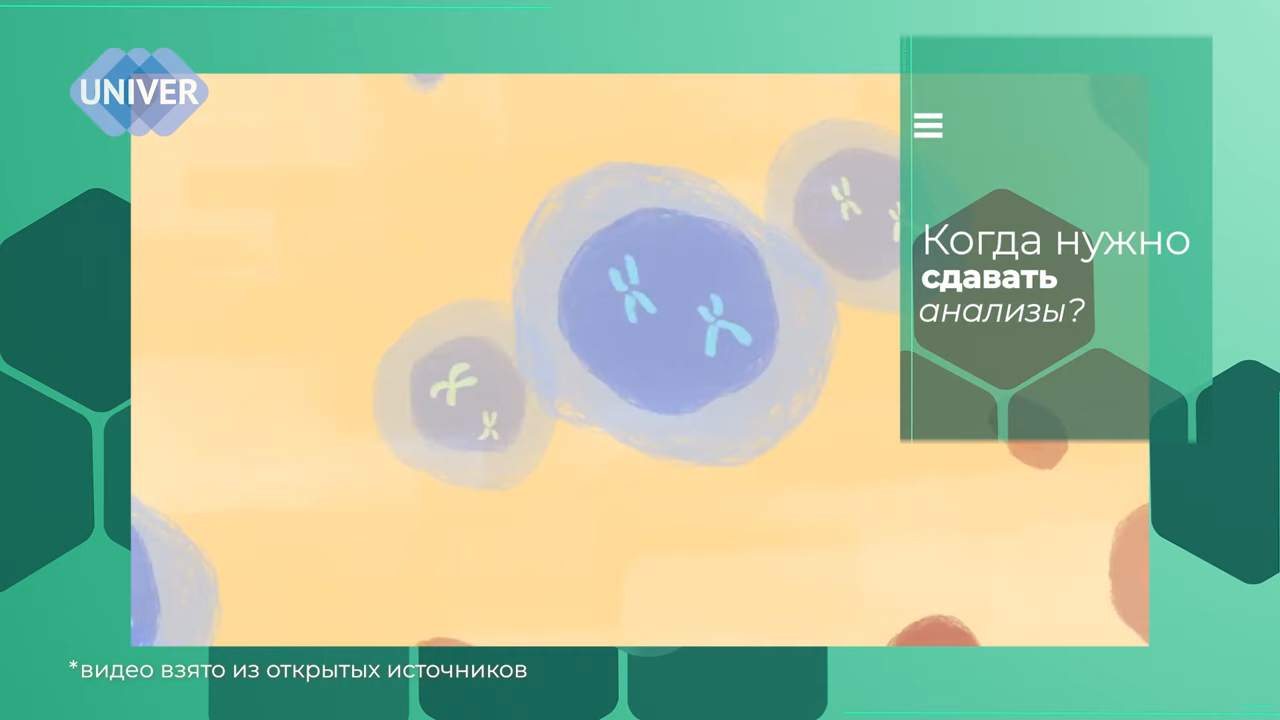 UNIVER
Когда нужно
сдавать
анализы?
*видео взято из открытых источников